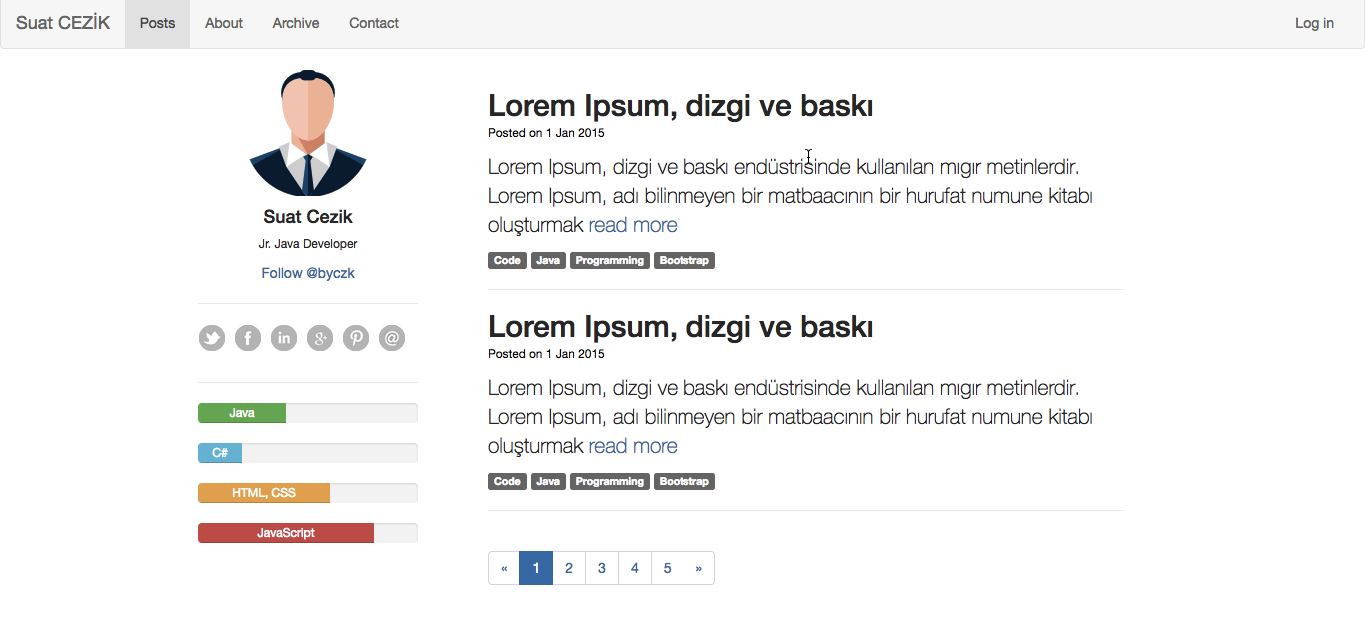 Suat CEZİK Posts About Archive Contact Log in
Suat Cezik
Jr. Java Developer
Follow @byczk
Java
C#
HTML, CSS
JavaScript
Lorem Ipsum, dizgi ve baskı
Posted on 1 Jan 2015
Lorem Ipsum, dizgi ve baskı endüstrisinde kullanılan mıgır metinlerdir.
Lorem Ipsum, adı bilinmeyen bir matbaacının bir hurufat numune kitabı
oluşturmak read more
Code Java Programming Bootstrap
Lorem Ipsum, dizgi ve baskı
Posted on 1 Jan 2015
Lorem Ipsum, dizgi ve baskı endüstrisinde kullanılan mıgır metinlerdir.
Lorem Ipsum, adı bilinmeyen bir matbaacının bir hurufat numune kitabı
oluşturmak read more
Code Java Programming Bootstrap
« 1 2 3 4 5 »